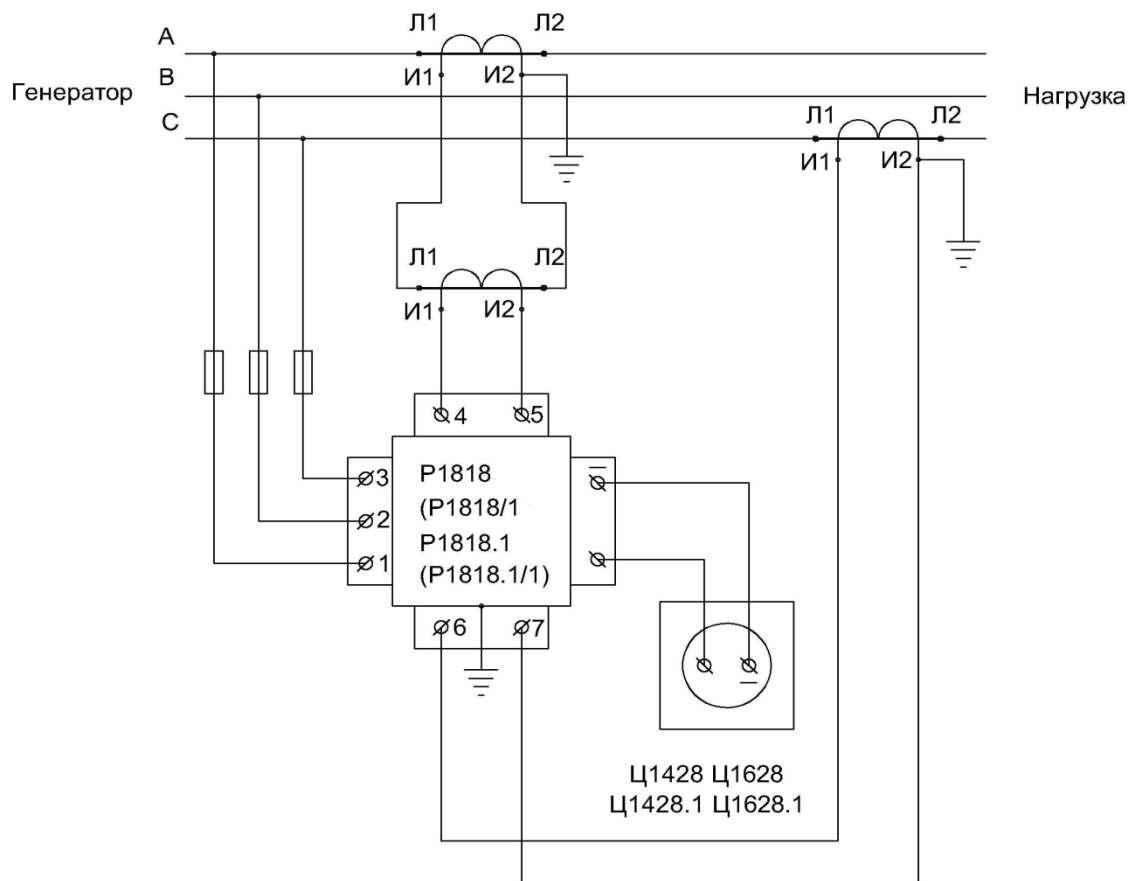 Л1 Л2
А
И1 И2
В
Генератор
Нагрузка
С
Л1 Л2
И1 И2
Л1 Л2
И1 И2
4 5
3
2
1
Р1818
(Р1818/1
Р1818.1
(Р1818.1/1)
6 7
Ц1428 Ц1628
Ц1428.1 Ц1628.1